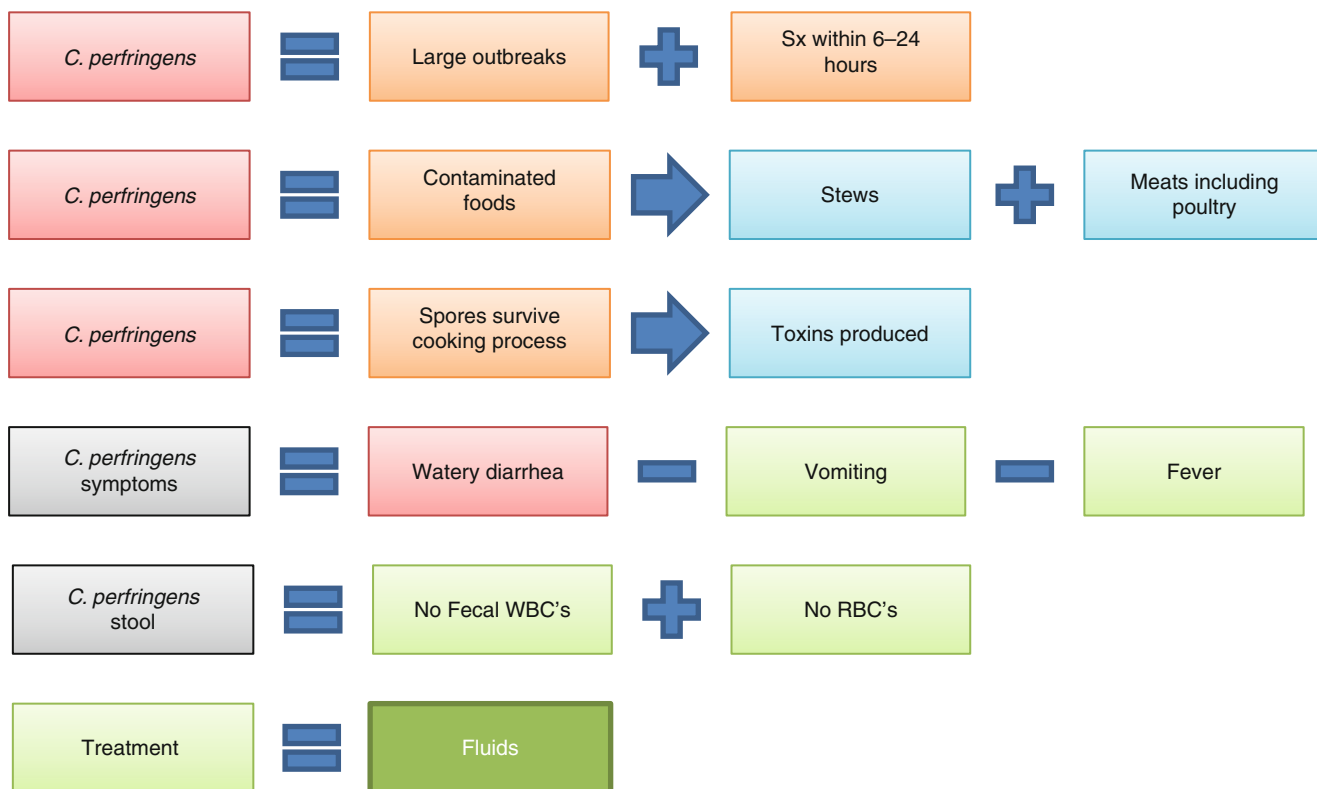 C. perfringens
Large outbreaks
Sx within 6–24
hours
C. perfringens
Contaminated
foods
Stews
Meats including
poultry
C. perfringens
Spores survive
cooking process
Toxins produced
C. perfringens
symptoms
Watery diarrhea
Vomiting
Fever
C. perfringens
stool
No Fecal WBC's
No RBC's
Treatment
Fluids